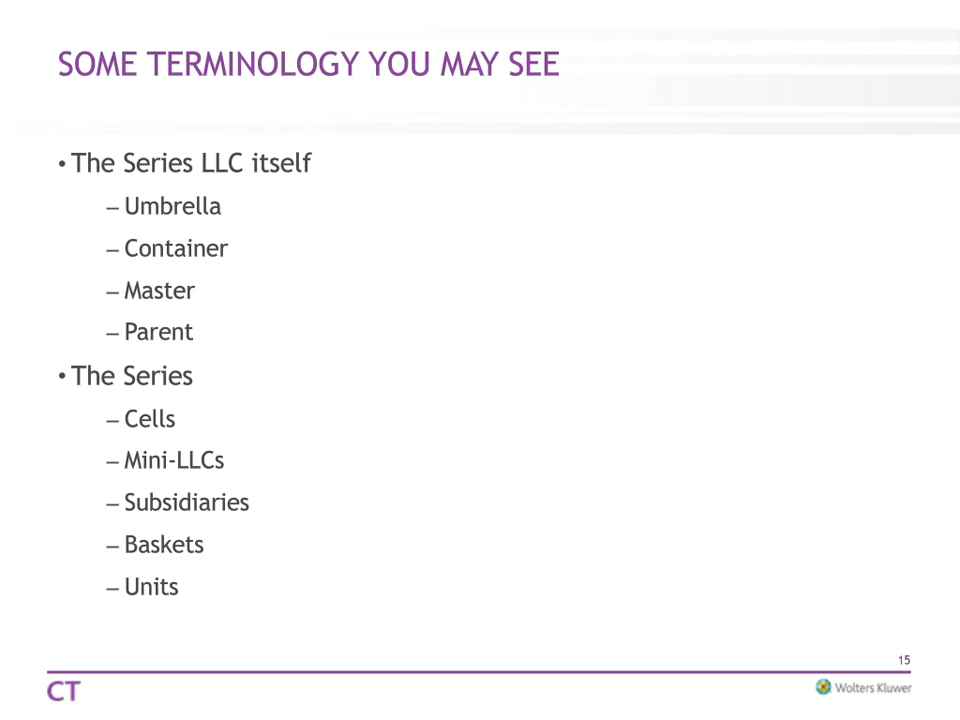 SOME TERMINOLOGY YOU MAY SEE
• The Series LLC itself
– Umbrella
– Container
– Master
– Parent
• The Series
– Cells
– Mini-LLCs
– Subsidiaries
– Baskets
– Units
15
CT
Wolters Kluwer